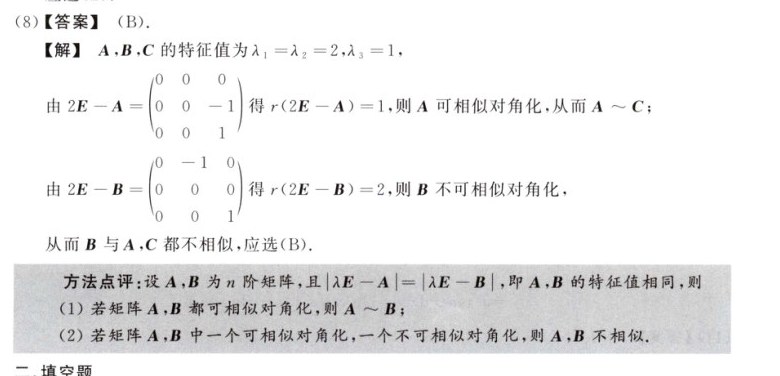 (8)【答案】 (B).
【解】 A,B,C 的特征值为 λ₁=λ₂=2,λ₃=1,
由 2E-A=
0 0 0
0 0 -1
0 0 1
得 r(2E-A)=1,则 A 可相似对角化,从而 A ~ C;
由 2E-B=
0 -1 0
0 0 0
0 0 1
得 r(2E-B)=2,则 B 不可相似对角化,
从而 B 与 A,C 都不相似,应选(B).
方法点评:设 A,B 为 n 阶矩阵,且|λE-A|=|λE-B|,即 A,B 的特征值相同,则
(1) 若矩阵 A,B 都可相似对角化,则 A ~ B;
(2) 若矩阵 A,B 中一个可相似对角化,一个不可相似对角化,则 A,B 不相似.
二、填空题